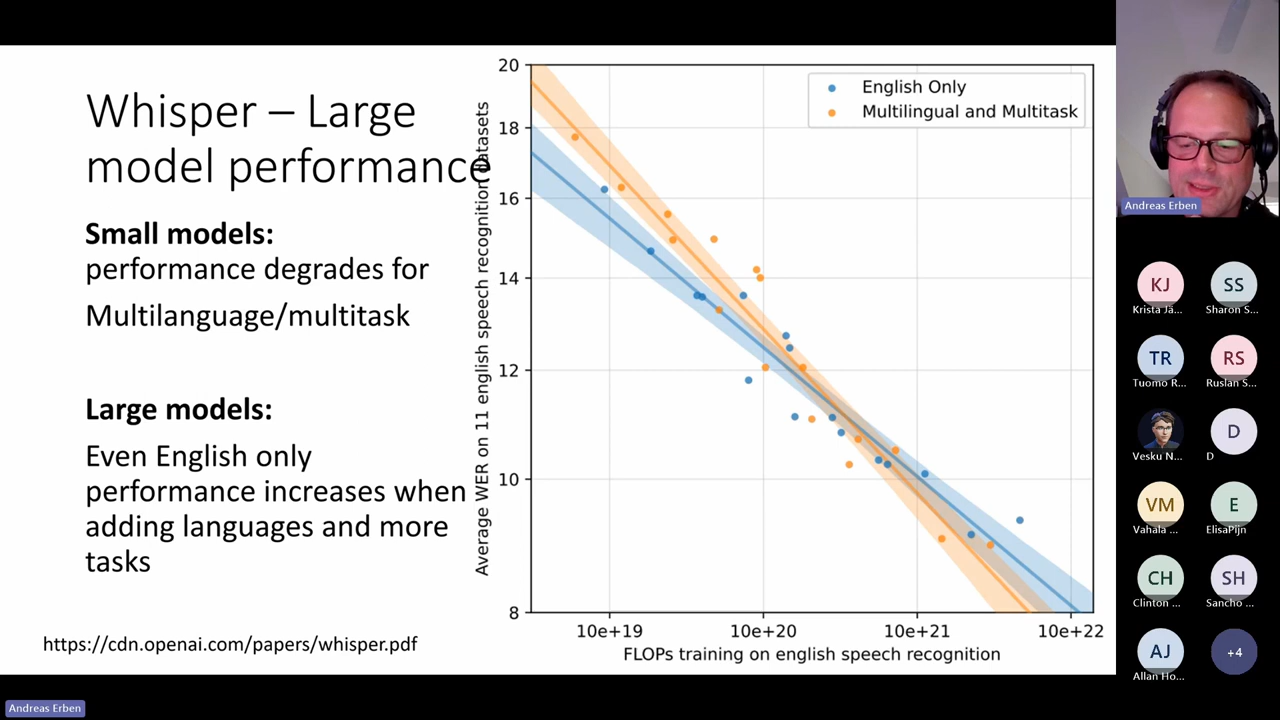 Whisper – Large
model performance
Small models:
performance degrades for
Multilanguage/multitask
Large models:
Even English only
performance increases when
adding languages and more
tasks
https://cdn.openai.com/papers/whisper.pdf
Average WER on 11 english speech recognition datasets
20
18
16
14
12
10
8
English Only
Multilingual and Multitask
10e+19
10e+20
10e+21
10e+22
FLOPs training on english speech recognition
Andreas Erben
KJ
Krista Jä...
SS
Sharon S...
TR
Tuomo R...
RS
Ruslan S...
Vesku N...
D
D
VM
Vahala ...
E
ElisaPijn
CH
Clinton ...
SH
Sancho ...
AJ
Allan Ho...
+4
Andreas Erben